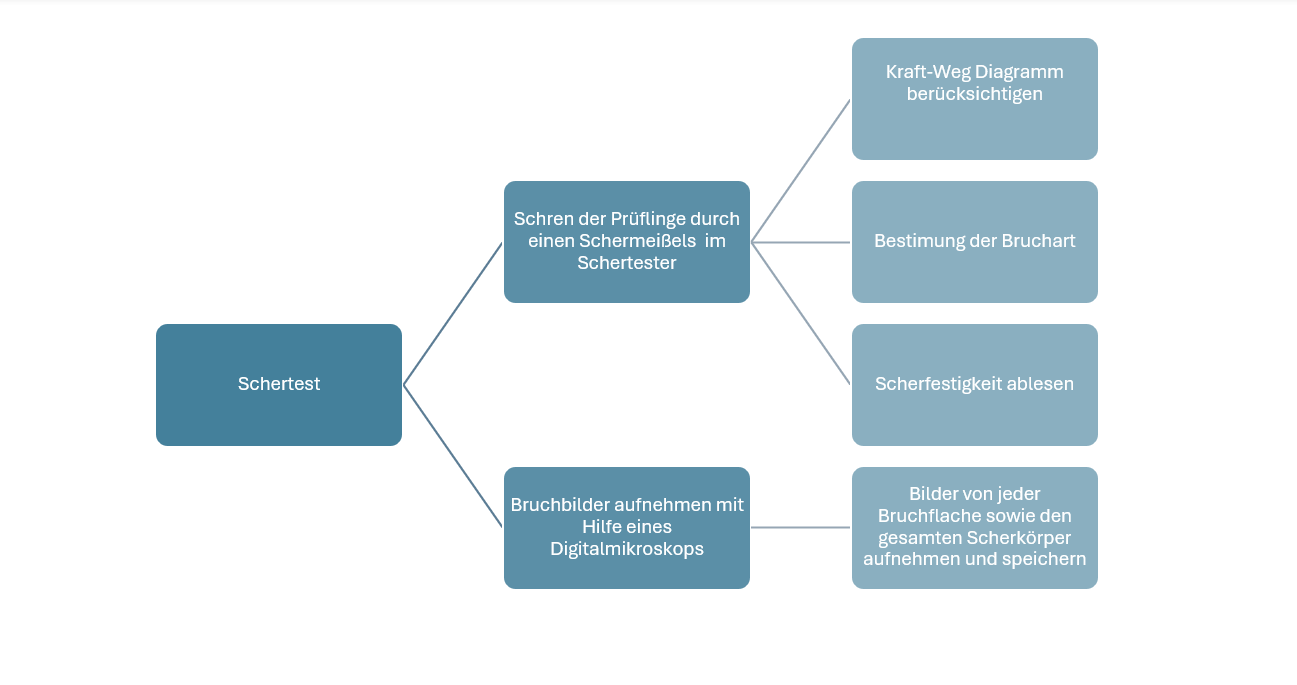 Kraft-Weg Diagramm
berücksichtigen
Schren der Prüflinge durch
einen Schermeißels  im
Schertester
Bestimung der Bruchart
Schertest
Scherfestigkeit ablesen
Bruchbilder aufnehmen mit
Hilfe eines
Digitalmikroskops
Bilder von jeder
Bruchflache sowie den
gesamten Scherkörper
aufnehmen und speichern